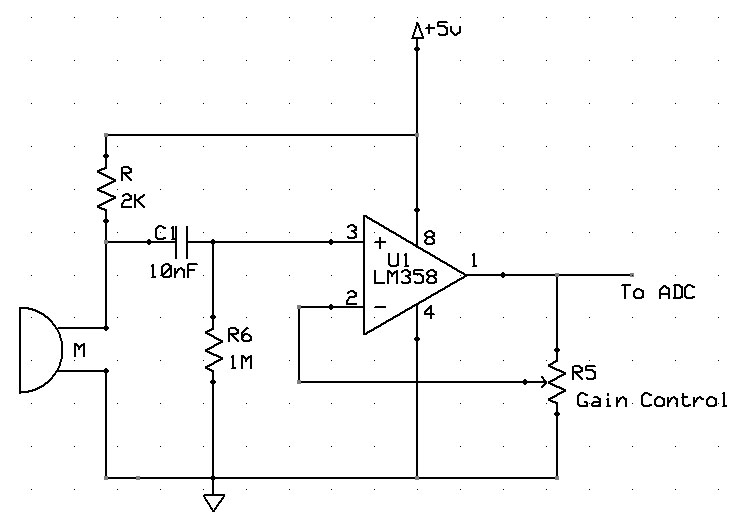 +5v
R
2K
C1
10nF
3
8
U1
LM358
1
2
4
To ADC
M
R6
1M
R5
Gain Control